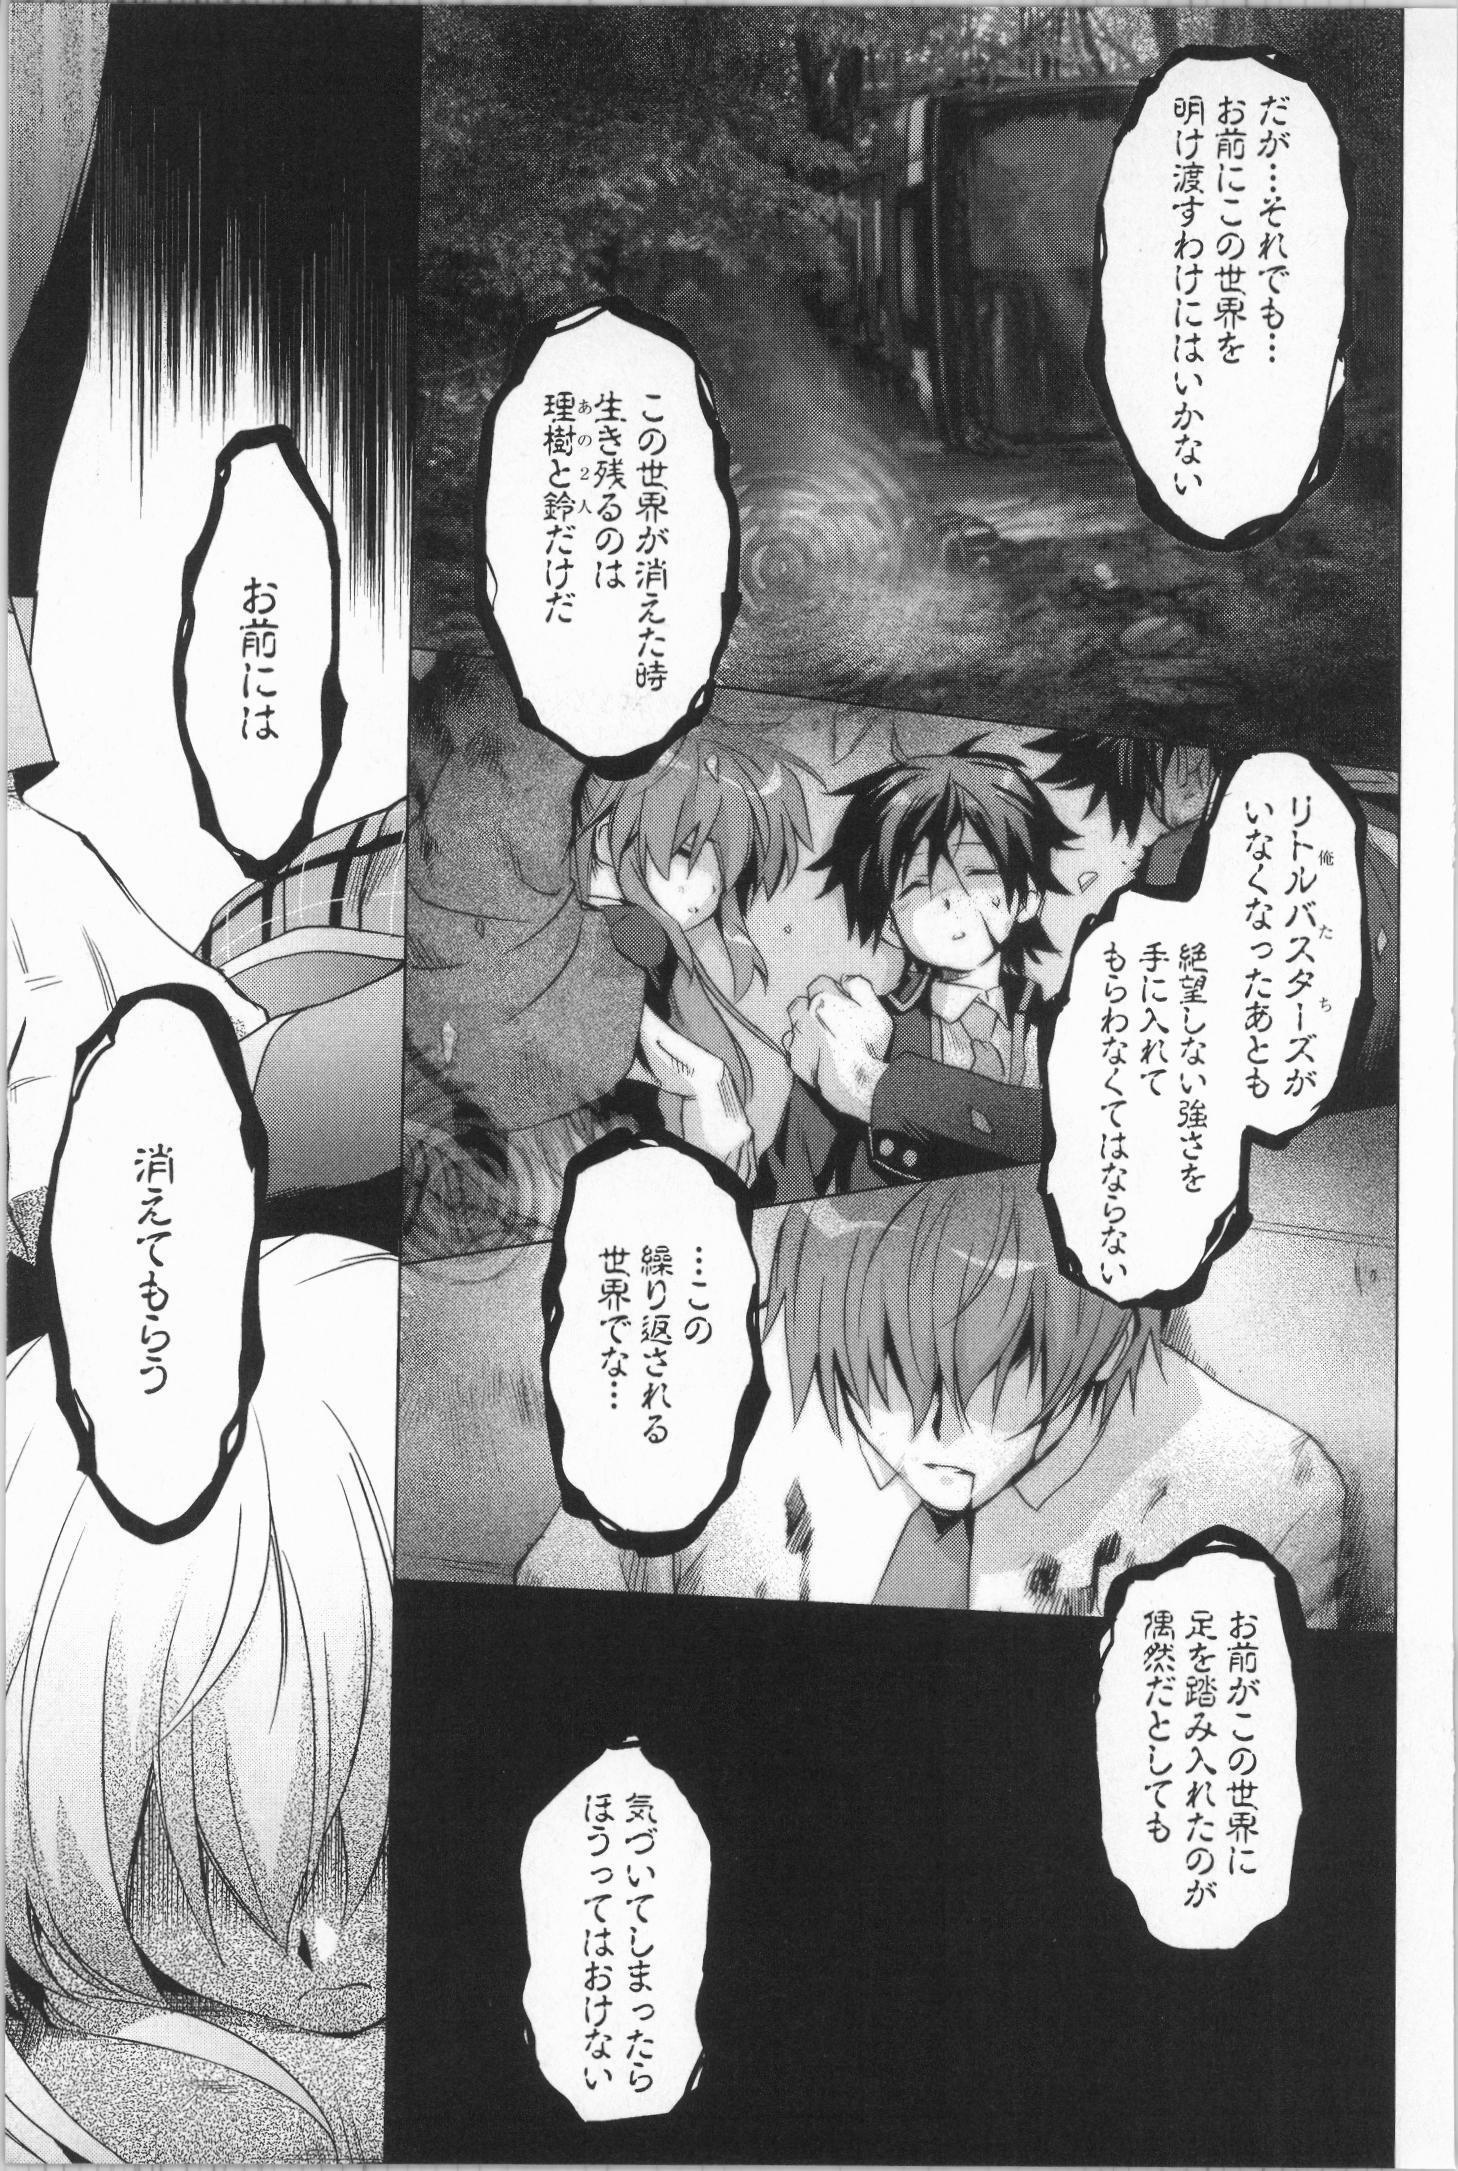 だが…それでも…
お前にこの世界を
明け渡すわけにはいかない
この世界が消えた時
生き残るのは
理樹と鈴だけだ
あの2人
リトルバスターズが
俺たち
いなくなったあとも
絶望しない強さを
手に入れて
もらわなくてはならない
…この
繰り返される
世界でな…
お前がこの世界に
足を踏み入れたのが
偶然だとしても
気づいてしまったら
ほうってはおけない
お前には
消えてもらう